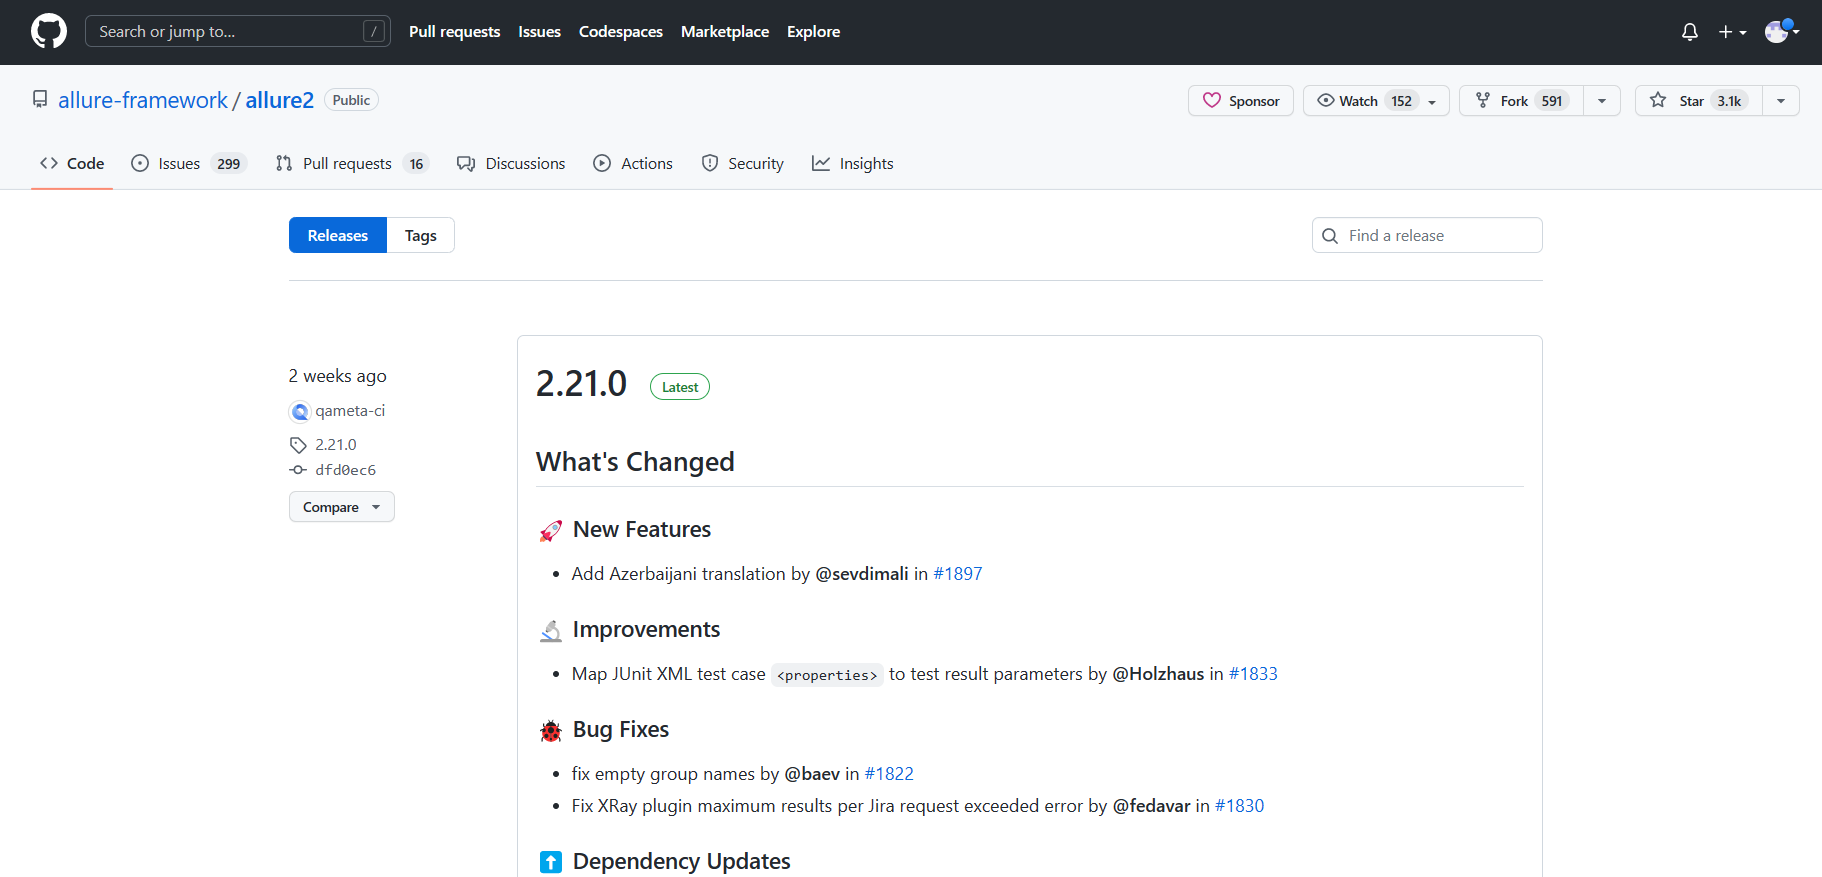 Search or jump to... /
Pull requests Issues Codespaces Marketplace Explore
allure-framework / allure2 Public
Sponsor Watch 152 Fork 591 Star 3.1k
Code Issues 299 Pull requests 16 Discussions Actions Security Insights
Releases Tags
Find a release
2 weeks ago
qameta-ci
2.21.0
dfd0ec6
Compare
2.21.0 Latest
What's Changed
New Features
• Add Azerbaijani translation by @sevdimali in #1897
Improvements
• Map JUnit XML test case <properties> to test result parameters by @Holzhaus in #1833
Bug Fixes
• fix empty group names by @baev in #1822
• Fix XRay plugin maximum results per Jira request exceeded error by @fedavar in #1830
Dependency Updates